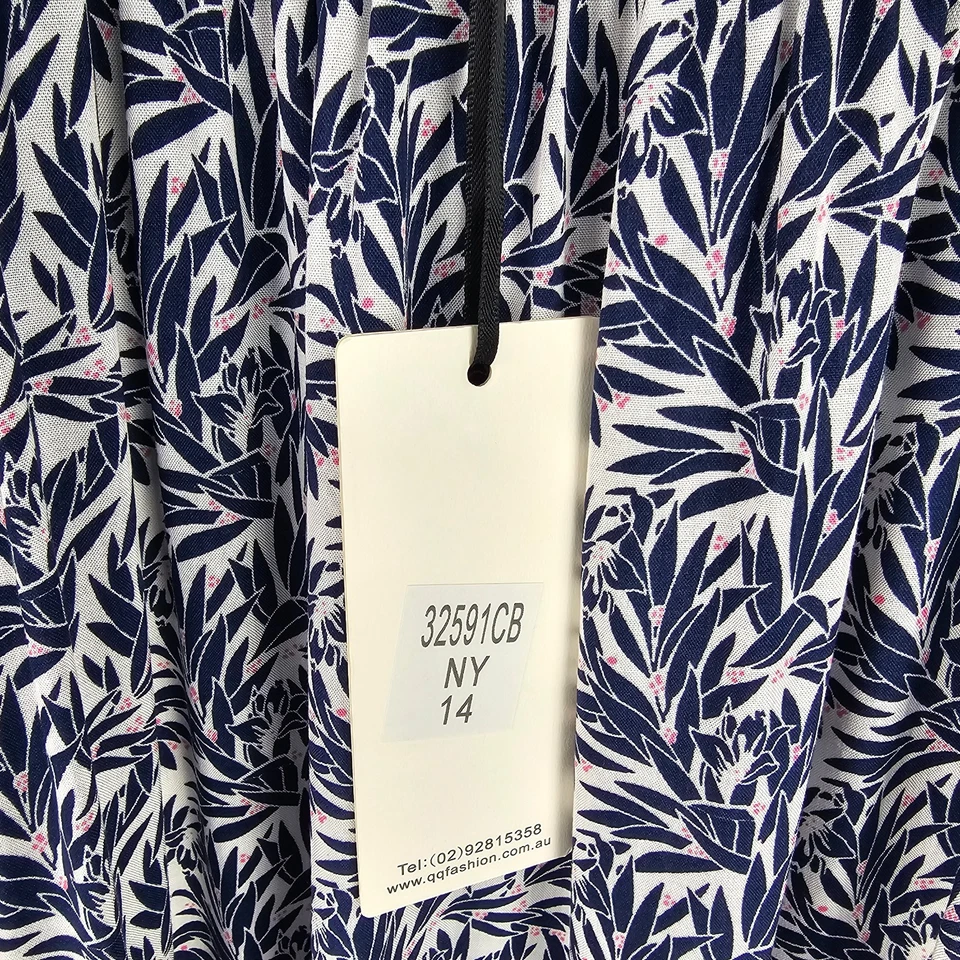 32591CB
NY
14
Tel:(02)92815358
www.qqfashion.com.au